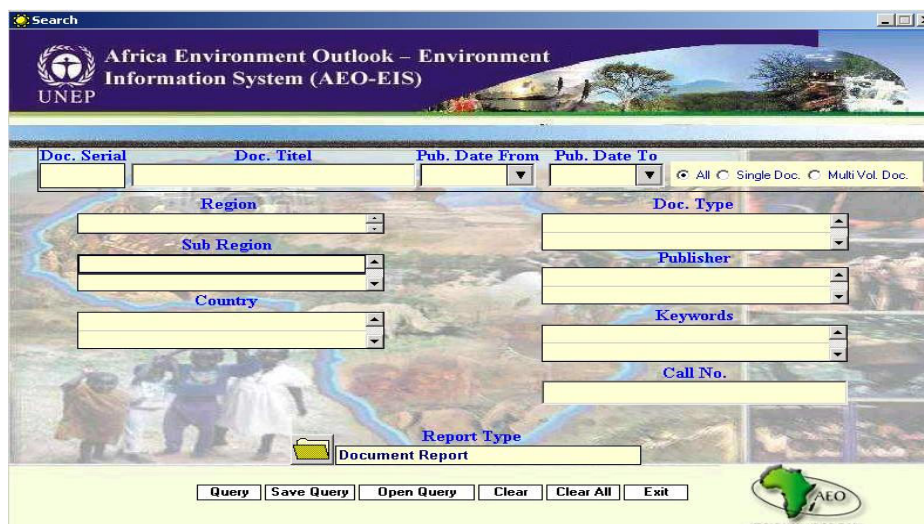 Search
Africa Environment Outlook – Environment
Information System (AEO-EIS)
UNEP
Doc. Serial Doc. Titel Pub. Date From Pub. Date To
All Single Doc. Multi Vol. Doc.
Region Doc. Type
Sub Region Publisher
Country Keywords
Call No.
Report Type
Document Report
Query Save Query Open Query Clear Clear All Exit
AEO